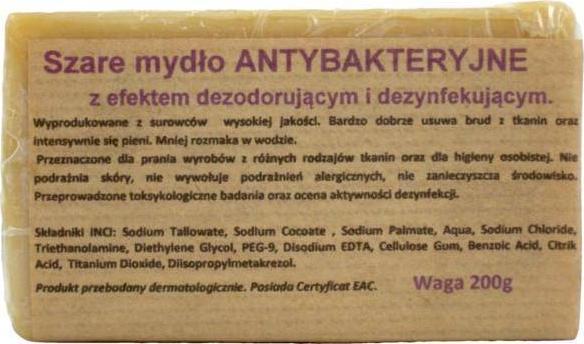 Szare mydło ANTYBAKTERYJNE
z efektem dezodorującym i dezynfekującym.
Wyprodukowane z surowców wysokiej jakości. Bardzo dobrze usuwa brud z tkanin oraz
intensywnie się pieni. Mniej rozmaka w wodzie.
Przeznaczone dla prania wyrobów z różnych rodzajów tkanin oraz dla higieny osobistej. Nie
podraźnia skóry, nie wywołuje podrażnień alergicznych, nie zanieczyszcza środowisko.
Przeprowadzone toksykologiczne badania oraz ocena aktywności dezynfekcji.
Składniki INCI: Sodium Tallowate, Sodium Cocoate , Sodium Palmate, Aqua, Sodium Chloride,
Triethanolamine, Diethylene Glycol, PEG-9, Disodium EDTA, Cellulose Gum, Benzoic Acid, Citrik
Acid, Titanium Dioxide, Diisopropylmetakrezol.
Produkt przebadany dermatologicznie. Posiada Certyficat EAC.
Waga 200g